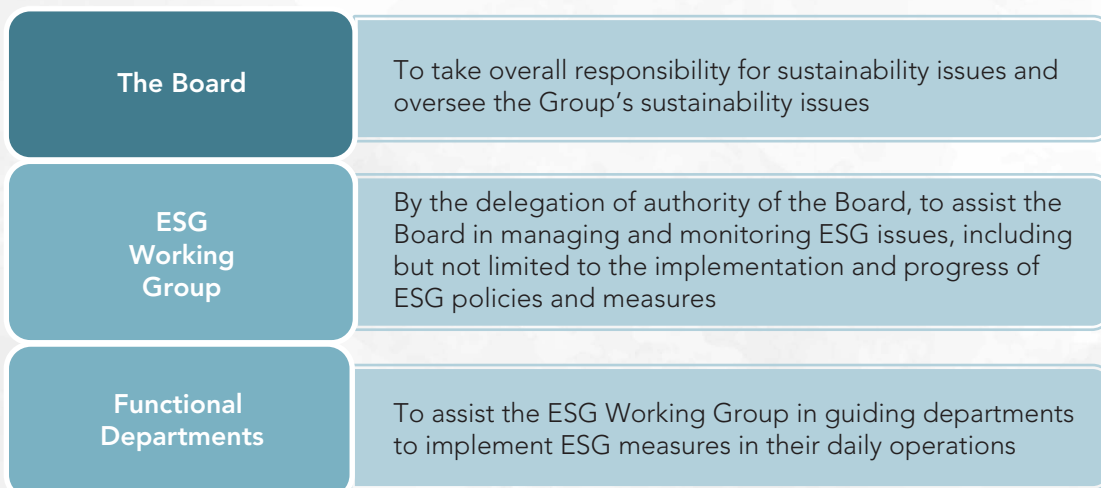 The Board
To take overall responsibility for sustainability issues and
oversee the Group's sustainability issues
ESG
Working
Group
By the delegation of authority of the Board, to assist the
Board in managing and monitoring ESG issues, including
but not limited to the implementation and progress of
ESG policies and measures
Functional
Departments
To assist the ESG Working Group in guiding departments
to implement ESG measures in their daily operations